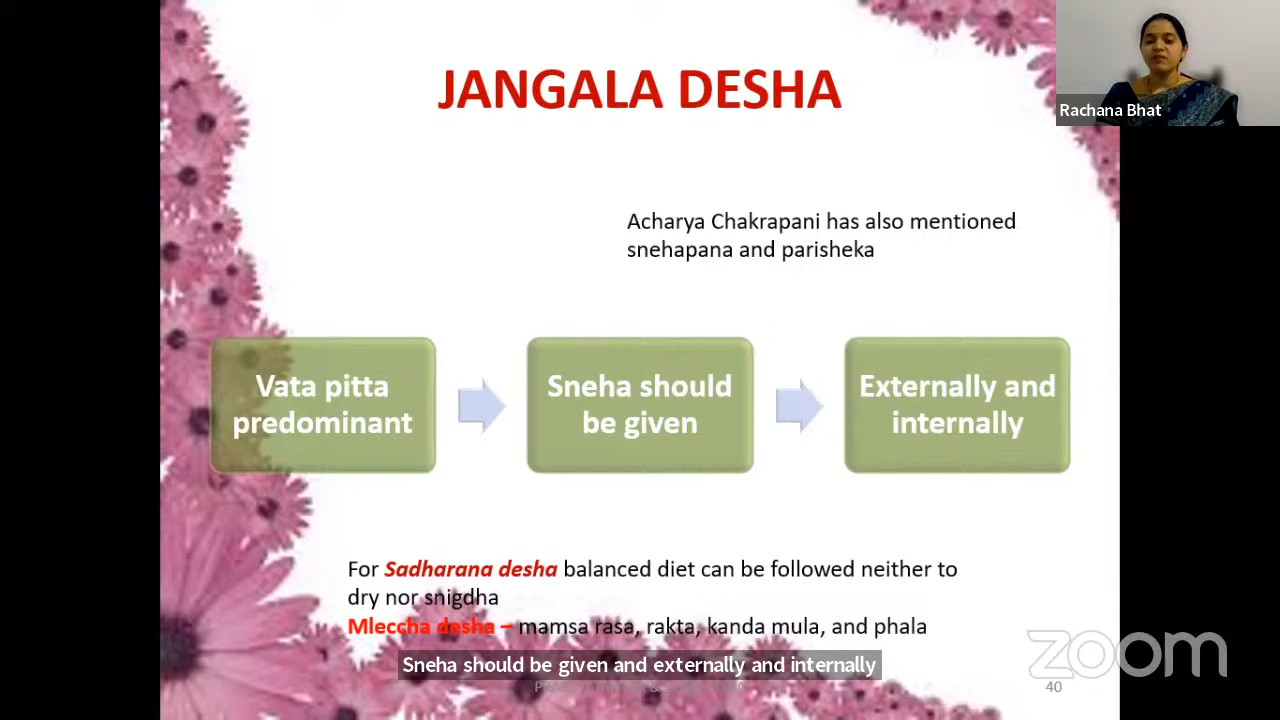 JANGALA DESHA
Rachana Bhat
Acharya Chakrapani has also mentioned
snehapana and parisheka
Vata pitta
predominant
Sneha should
be given
Externally and
internally
For Sadharana desha balanced diet can be followed neither to
dry nor snigdha
Mleccha desha – mamsa rasa, rakta, kanda mula, and phala
Sneha should be given and externally and internally
40
zoom